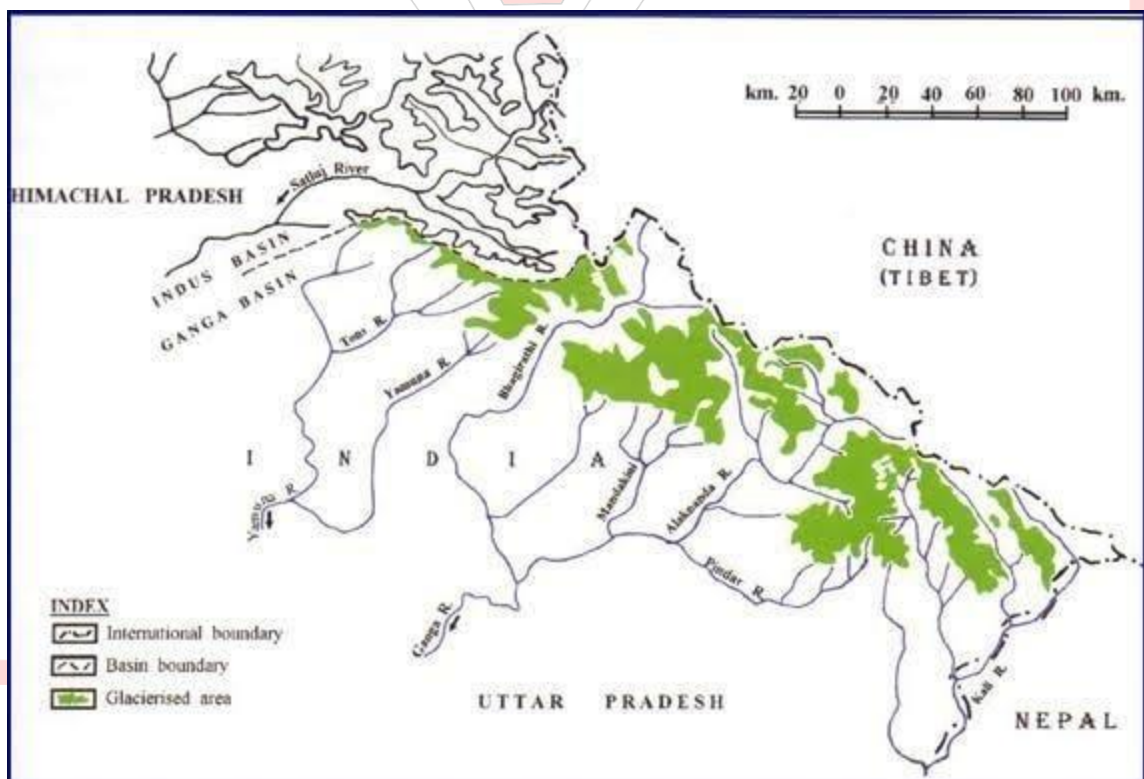 km. 20 0 20 40 60 80 100 km.
HIMACHAL PRADESH
Satluj River
CHINA
(TIBET)
INDUS BASIN
GANGA BASIN
Tons R.
Yamuna R.
Bhagirathi R.
I N D I A
Mandakini
Alaknanda R.
Pindar R.
Yamuna R.
Ganga R.
Kali R.
INDEX
International boundary
Basin boundary
Glacierised area
UTTAR PRADESH
NEPAL